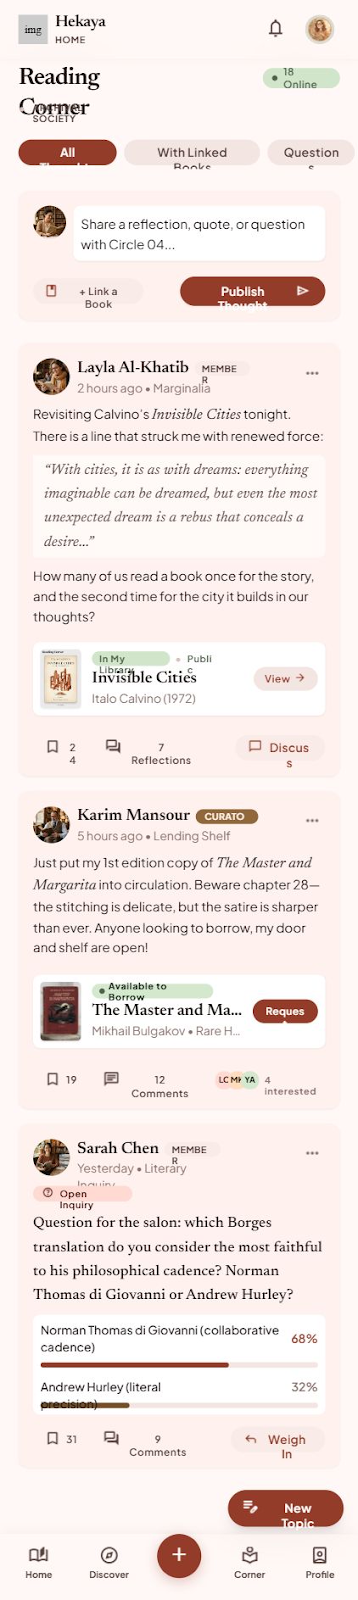 img
Hekaya
HOME
Reading
Corner
SOCIETY
18
Online
All
With Linked
Books
Question
s
Share a reflection, quote, or question
with Circle 04...
+ Link a
Book
Publish
Thought
Layla Al-Khatib
MEMBE
R
2 hours ago • Marginalia
Revisiting Calvino's Invisible Cities tonight.
There is a line that struck me with renewed force:
“With cities, it is as with dreams: everything
imaginable can be dreamed, but even the most
unexpected dream is a rebus that conceals a
desire...”
How many of us read a book once for the story,
and the second time for the city it builds in our
thoughts?
In My
Library
• Publi
c
Invisible Cities
Italo Calvino (1972)
View →
2
4
7
Reflections
Discus
s
Karim Mansour
CURATO
5 hours ago • Lending Shelf
Just put my 1st edition copy of The Master and
Margarita into circulation. Beware chapter 28—
the stitching is delicate, but the satire is sharper
than ever. Anyone looking to borrow, my door
and shelf are open!
Available to
Borrow
The Master and Ma...
Mikhail Bulgakov • Rare H...
Reques
19
12
Comments
LC
YA
4
interested
Sarah Chen
MEMBE
R
Yesterday • Literary
Inquiry
Open
Inquiry
Question for the salon: which Borges
translation do you consider the most faithful
to his philosophical cadence? Norman
Thomas di Giovanni or Andrew Hurley?
Norman Thomas di Giovanni (collaborative
cadence)
68%
Andrew Hurley (literal
precision)
32%
31
9
Comments
Weigh
In
New
Topic
Home
Discover
+
Corner
Profile